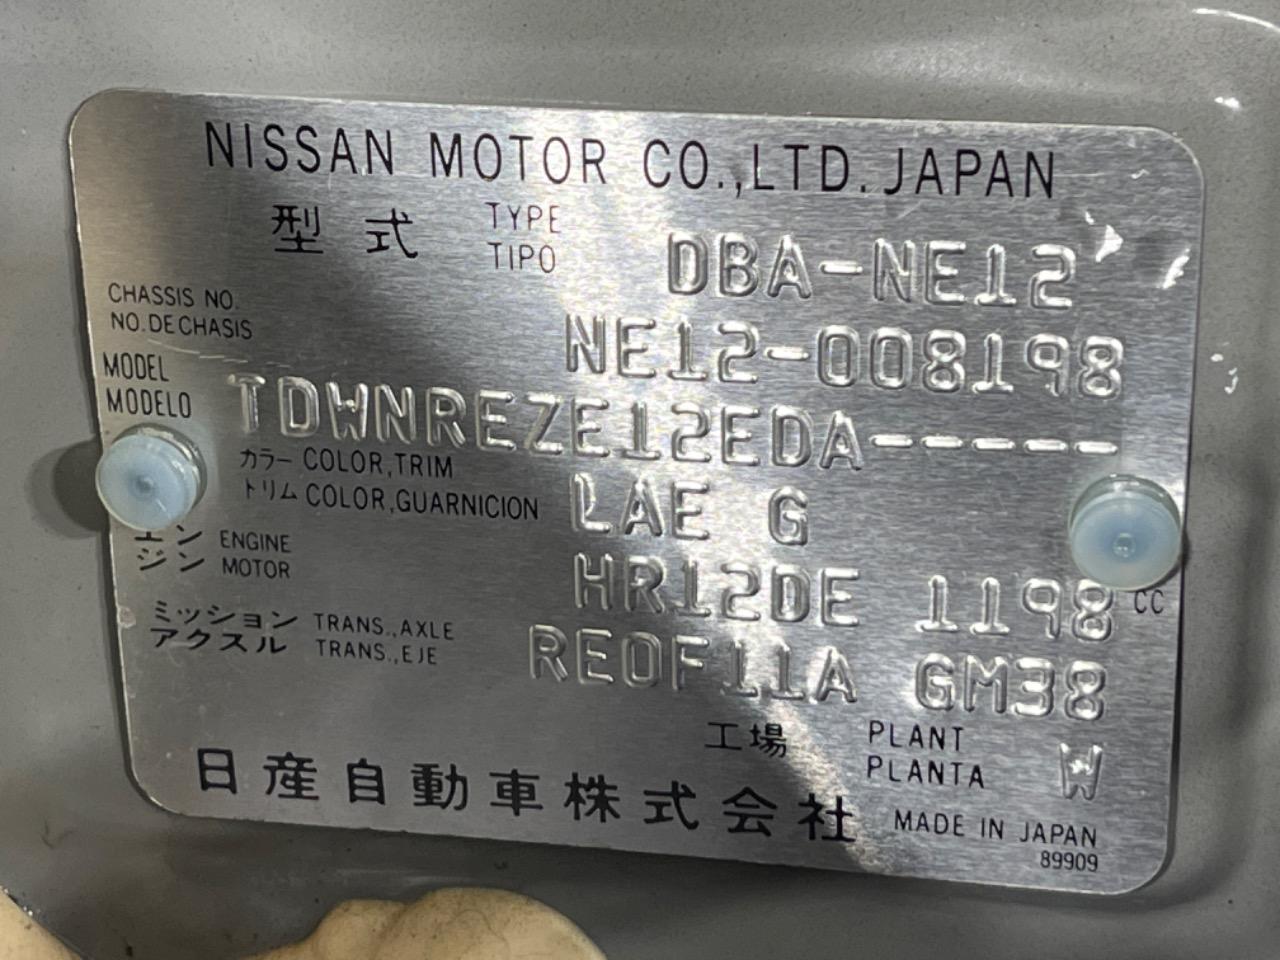 NISSAN MOTOR CO.,LTD. JAPAN
型式 TYPE TIPO DBA-NE12
CHASSIS NO. NO.DE CHASIS NE12-008198
MODEL MODELO TDWNREZE12EDA-----
カラー COLOR,TRIM
トリム COLOR,GUARNICION LAE G
エン ENGINE
ジン MOTOR HR12DE 1198 CC
ミッション TRANS.,AXLE
アクスル TRANS.,EJE RE0F11A GM38
工場 PLANT PLANTA W
日産自動車株式会社 MADE IN JAPAN
89909